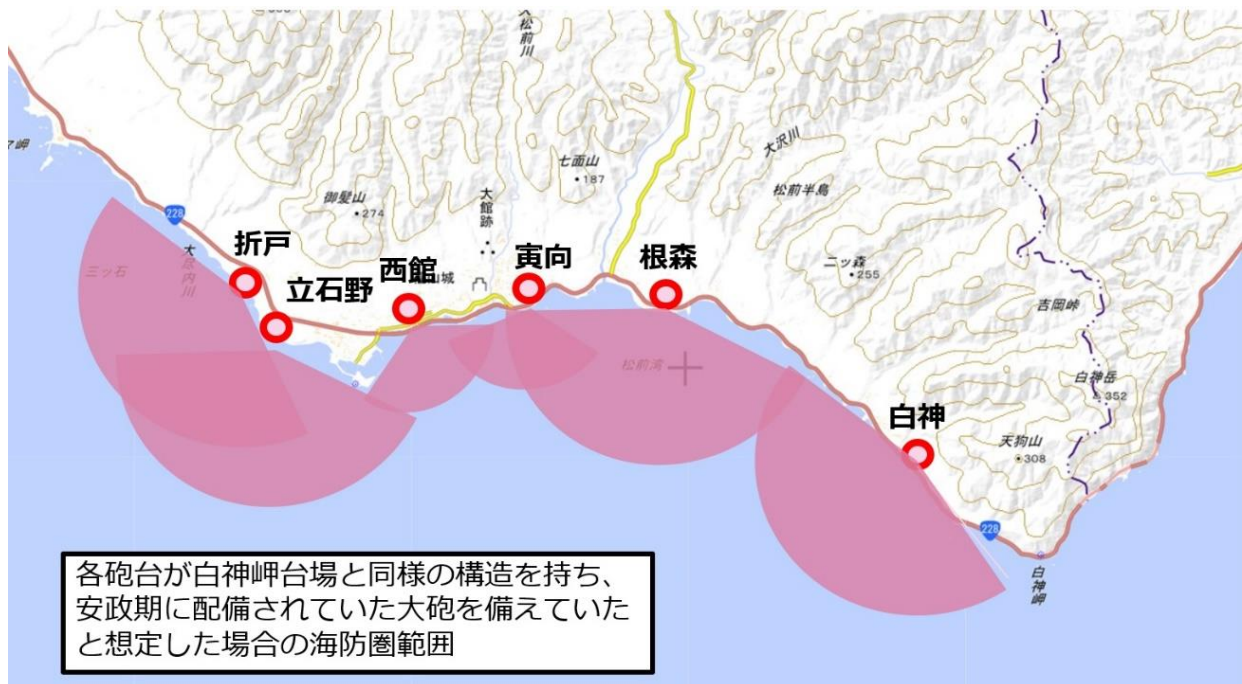 大松前川
七面山
187
大沢川
松前半島
御髪山
274
大館跡
228
折戸
三ッ石
立石野
西館
寅向
根森
二ッ森
255
吉岡峠
松前湾
白神岳
352
白神
天狗山
308
228
白神岬
各砲台が白神岬台場と同様の構造を持ち、
安政期に配備されていた大砲を備えていた
と想定した場合の海防圏範囲